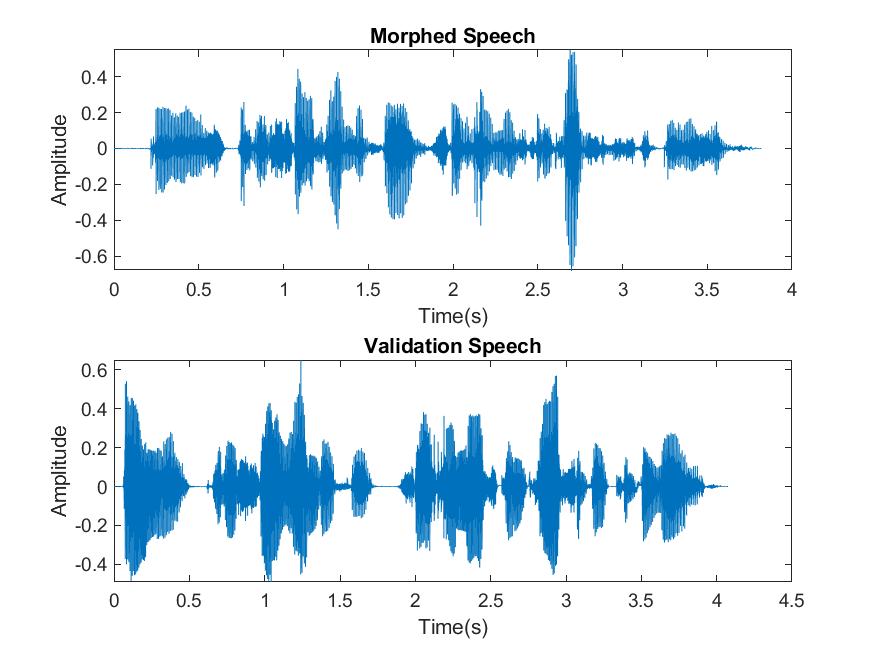 Morphed Speech
0.4
0.2
0
-0.2
-0.4
-0.6
Amplitude
0 0.5 1 1.5 2 2.5 3 3.5 4
Time(s)
Validation Speech
0.6
0.4
0.2
0
-0.2
-0.4
Amplitude
0 0.5 1 1.5 2 2.5 3 3.5 4 4.5
Time(s)